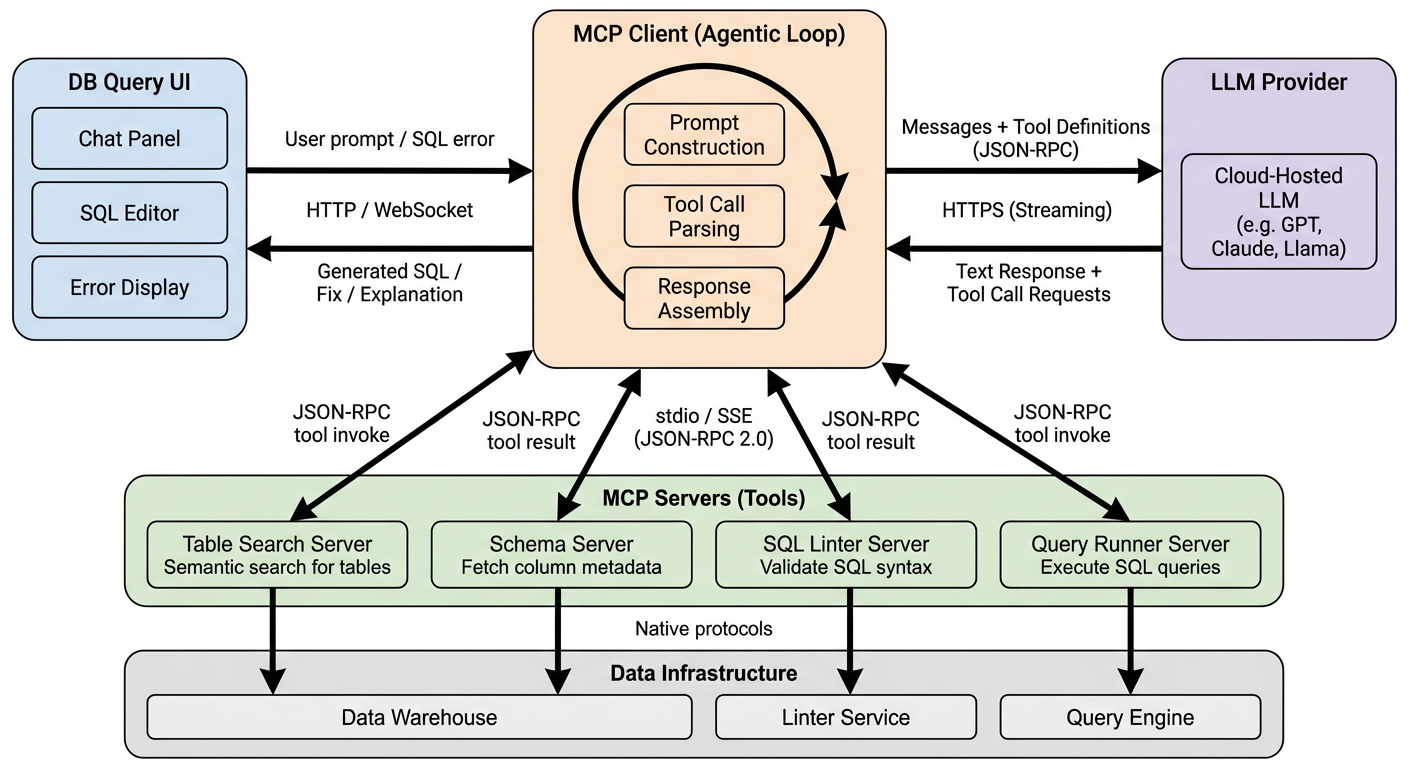 MCP Client (Agentic Loop)
DB Query UI
Chat Panel
SQL Editor
Error Display
User prompt / SQL error
HTTP / WebSocket
Generated SQL /
Fix / Explanation
Prompt
Construction
Tool Call
Parsing
Response
Assembly
Messages + Tool Definitions
(JSON-RPC)
HTTPS (Streaming)
Text Response +
Tool Call Requests
LLM Provider
Cloud-Hosted
LLM
(e.g. GPT,
Claude, Llama)
JSON-RPC
tool invoke
JSON-RPC
tool result
stdio / SSE
(JSON-RPC 2.0)
JSON-RPC
tool result
JSON-RPC
tool invoke
MCP Servers (Tools)
Table Search Server
Semantic search for tables
Schema Server
Fetch column metadata
SQL Linter Server
Validate SQL syntax
Query Runner Server
Execute SQL queries
Native protocols
Data Infrastructure
Data Warehouse
Linter Service
Query Engine